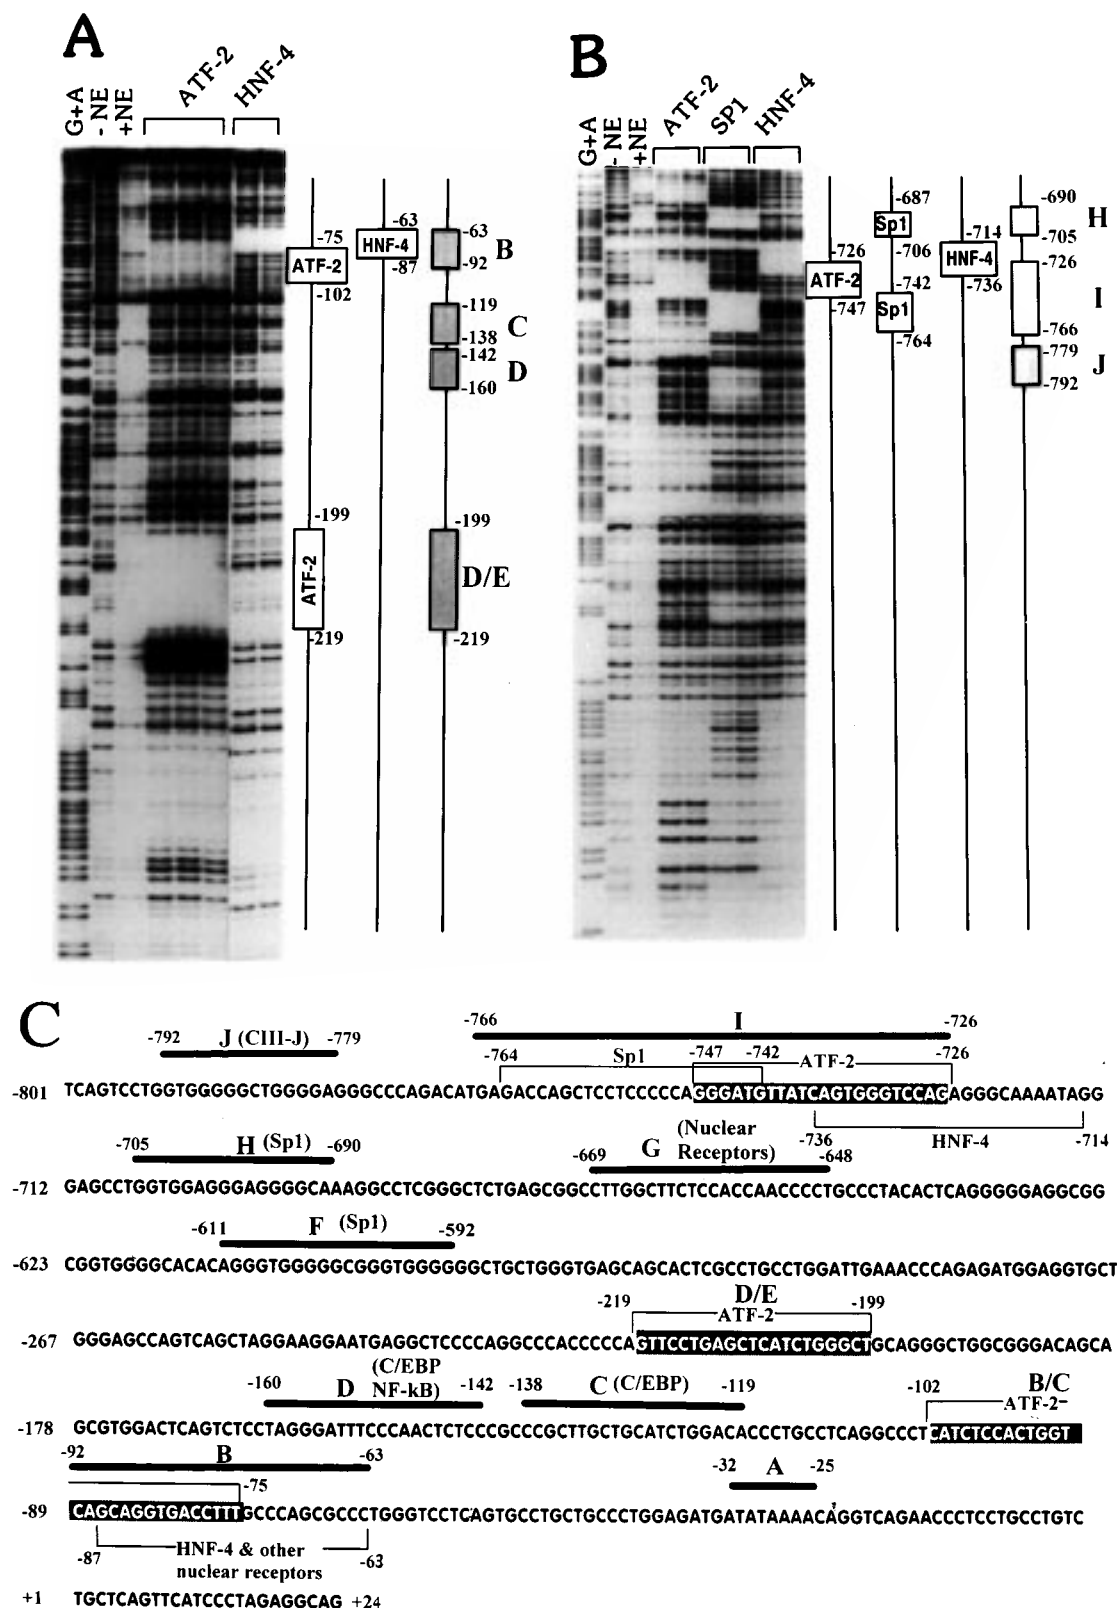 A
B
G+A
- NE
+NE
ATF-2
HNF-4
G+A
- NE
+NE
ATF-2
SP1
HNF-4
-75
ATF-2
-102
-199
ATF-2
-219
-63
HNF-4
-87
-63
B
-92
-119
C
-138
-142
D
-160
-199
D/E
-219
-726
ATF-2
-747
-687
Sp1
-706
-742
Sp1
-764
-714
HNF-4
-736
-690
H
-705
-726
I
-766
-779
J
-792
C
-792 J (CIII-J) -779
-766 I -726
-764 Sp1 -747 -742 ATF-2 -726
-801 TCAGTCCTGGTGGGGGCTGGGGAGGGCCCAGACATGAGACCAGCTCCTCCCCCAGGGATGTTATCAGTGGGTCCAGAGGGCAAAATAGG
-736 HNF-4 -714
-705 H (Sp1) -690
-669 G (Nuclear Receptors) -648
-712 GAGCCTGGTGGAGGGAGGGGCAAAGGCCTCGGGCTCTGAGCGGCCTTGGCTTCTCCACCAACCCCTGCCCTACACTCAGGGGGAGGCGG
-611 F (Sp1) -592
-623 CGGTGGGGCACACAGGGTGGGGGCGGGTGGGGGGCTGCTGGGTGAGCAGCACTCGCCTGCCTGGATTGAAACCCAGAGATGGAGGTGCT
D/E
-219 ATF-2 -199
-267 GGGAGCCAGTCAGCTAGGAAGGAATGAGGCTCCCCAGGCCCACCCCCAGTTCCTGAGCTCATCTGGGCTGCAGGGCTGGCGGGACAGCA
-160 D (C/EBP NF-kB) -142
-138 C (C/EBP) -119
-102 B/C
ATF-2
-178 GCGTGGACTCAGTCTCCTAGGGATTTCCCAACTCTCCCGCCCGCTTGCTGCATCTGGACACCCTGCCTCAGGCCCTCATCTCCACTGGT
-92 B -63
-75
-32 A -25
-89 CAGCAGGTGACCTTTGCCCAGCGCCCTGGGTCCTCAGTGCCTGCTGCCCTGGAGATGATATAAAACAGGTCAGAACCCTCCTGCCTGTC
-87 HNF-4 & other nuclear receptors -63
+1 TGCTCAGTTCATCCCTAGAGGCAG +24